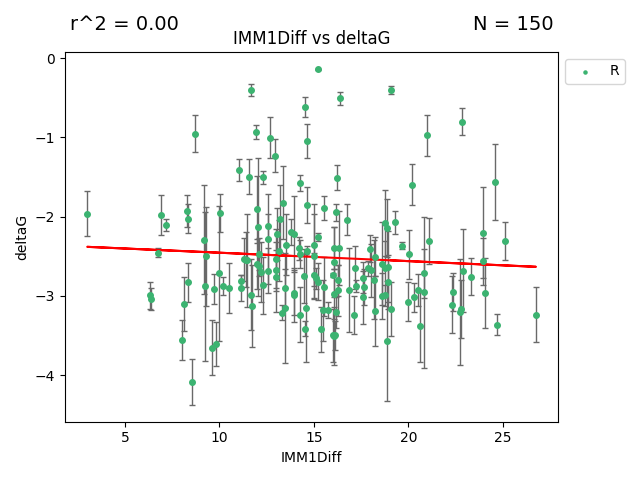 r^2 = 0.00
N = 150
IMM1Diff vs deltaG
R
0
−1
−2
−3
−4
deltaG
5 10 15 20 25
IMM1Diff